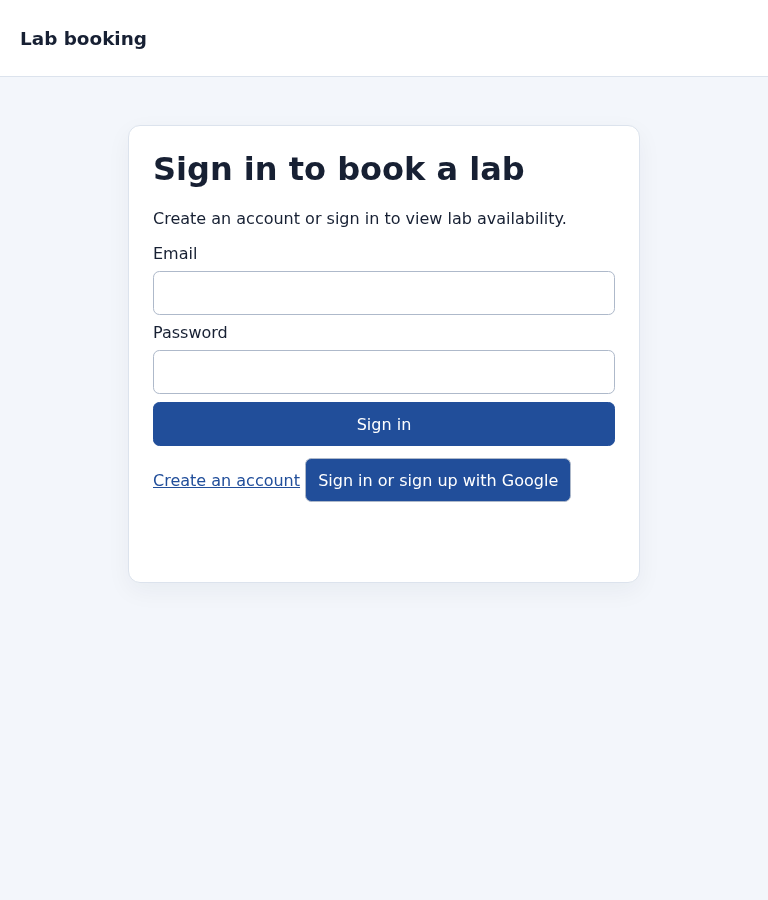 Lab booking
Sign in to book a lab
Create an account or sign in to view lab availability.
Email
Password
Sign in
Create an account Sign in or sign up with Google